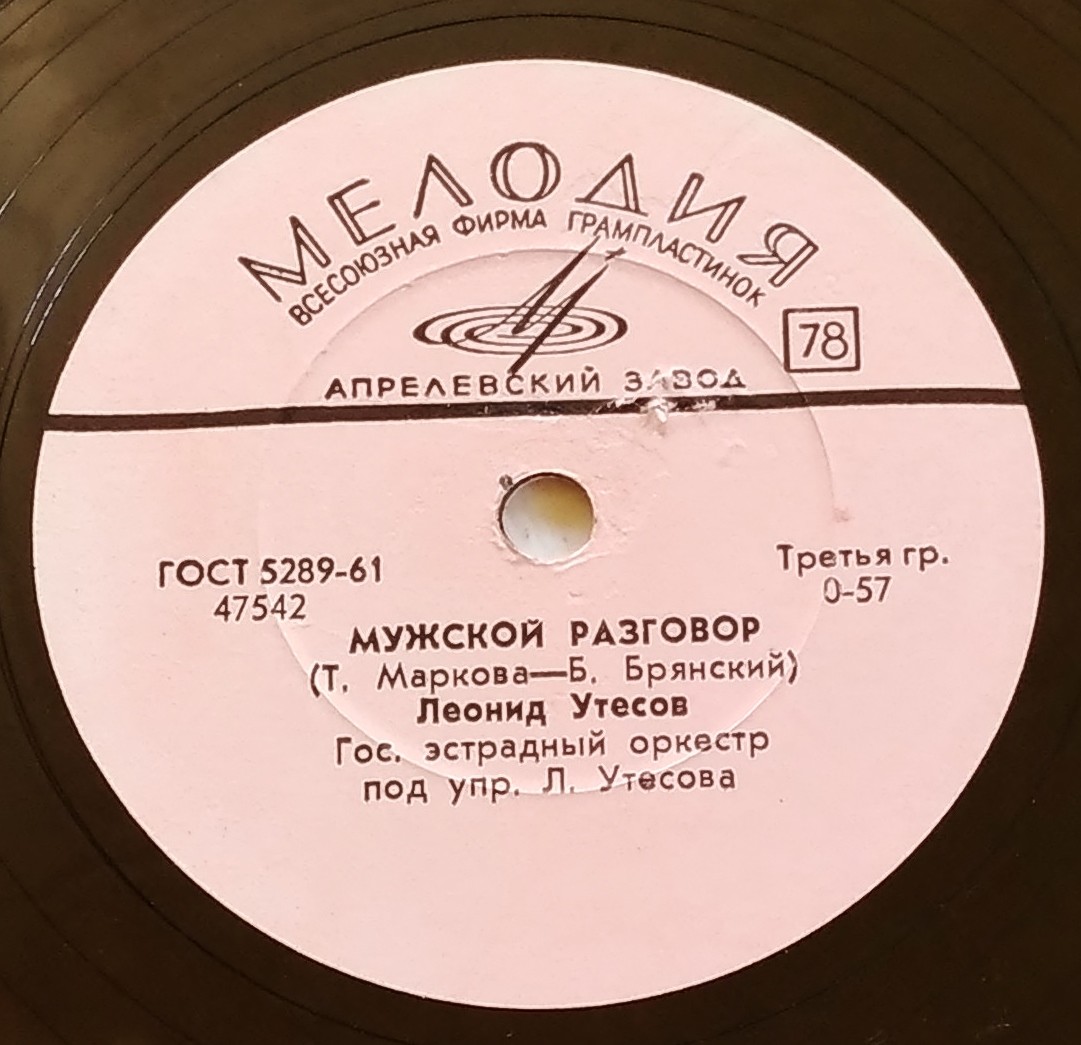 МЕЛОДИЯ
ВСЕСОЮЗНАЯ ФИРМА ГРАМПЛАСТИНОК
78
АПРЕЛЕВСКИЙ ЗАВОД
ГОСТ 5289-61
47542
Третья гр.
0-57
МУЖСКОЙ РАЗГОВОР
(Т. Маркова—Б. Брянский)
Леонид Утесов
Гос. эстрадный оркестр
под упр. Л. Утесова